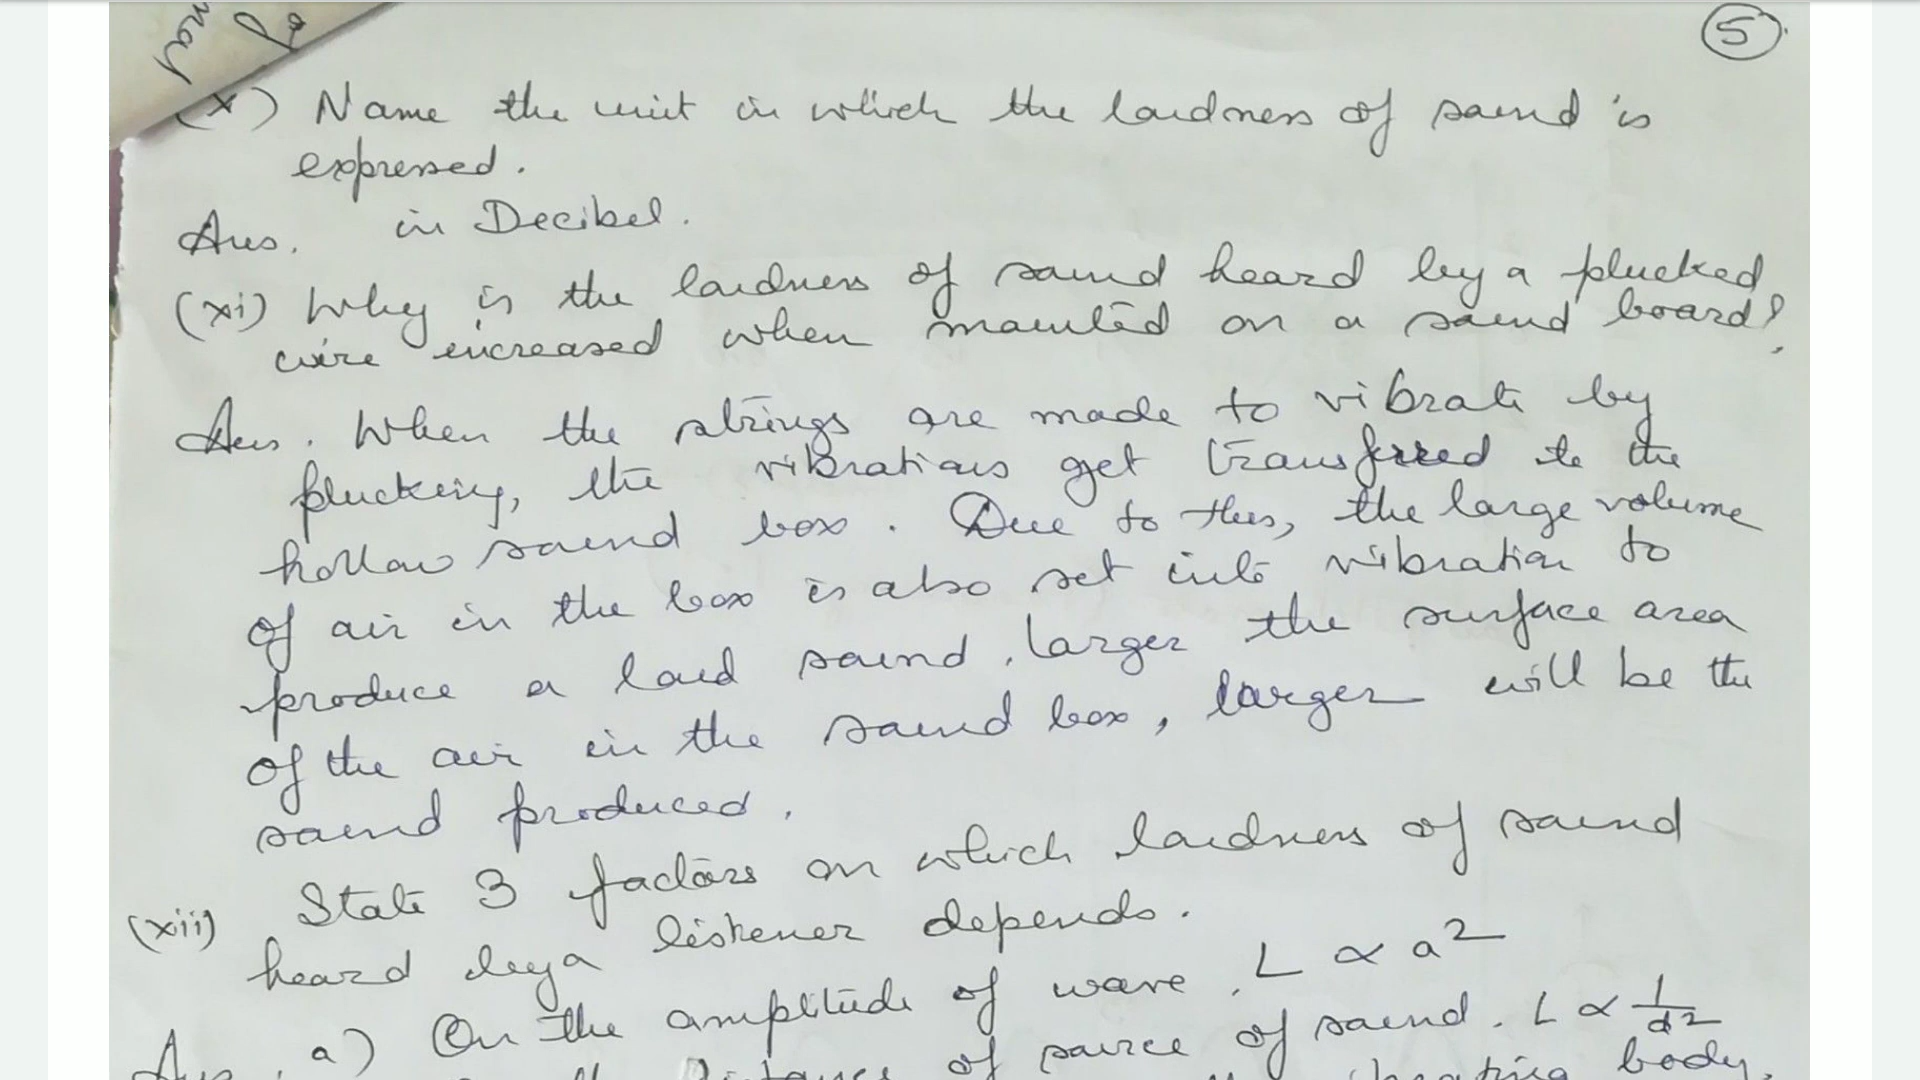 5
(x) Name the unit in which the loudness of sound is
expressed.
Ans. in Decibel.
(xi) Why is the loudness of sound heard by a plucked
wire increased when mounted on a sound board?
Ans. When the strings are made to vibrate by
plucking, the vibrations get transferred to the
hollow sound box. Due to this, the large volume
of air in the box is also set into vibration to
produce a loud sound. larger the surface area
of the air in the sound box, larger will be the
sound produced.
(xii) State 3 factors on which loudness of sound
heard by a listener depends.
Ans. a) On the amplitude of wave. L ∝ a²
Distance of source of sound. L ∝ 1/d²
body.